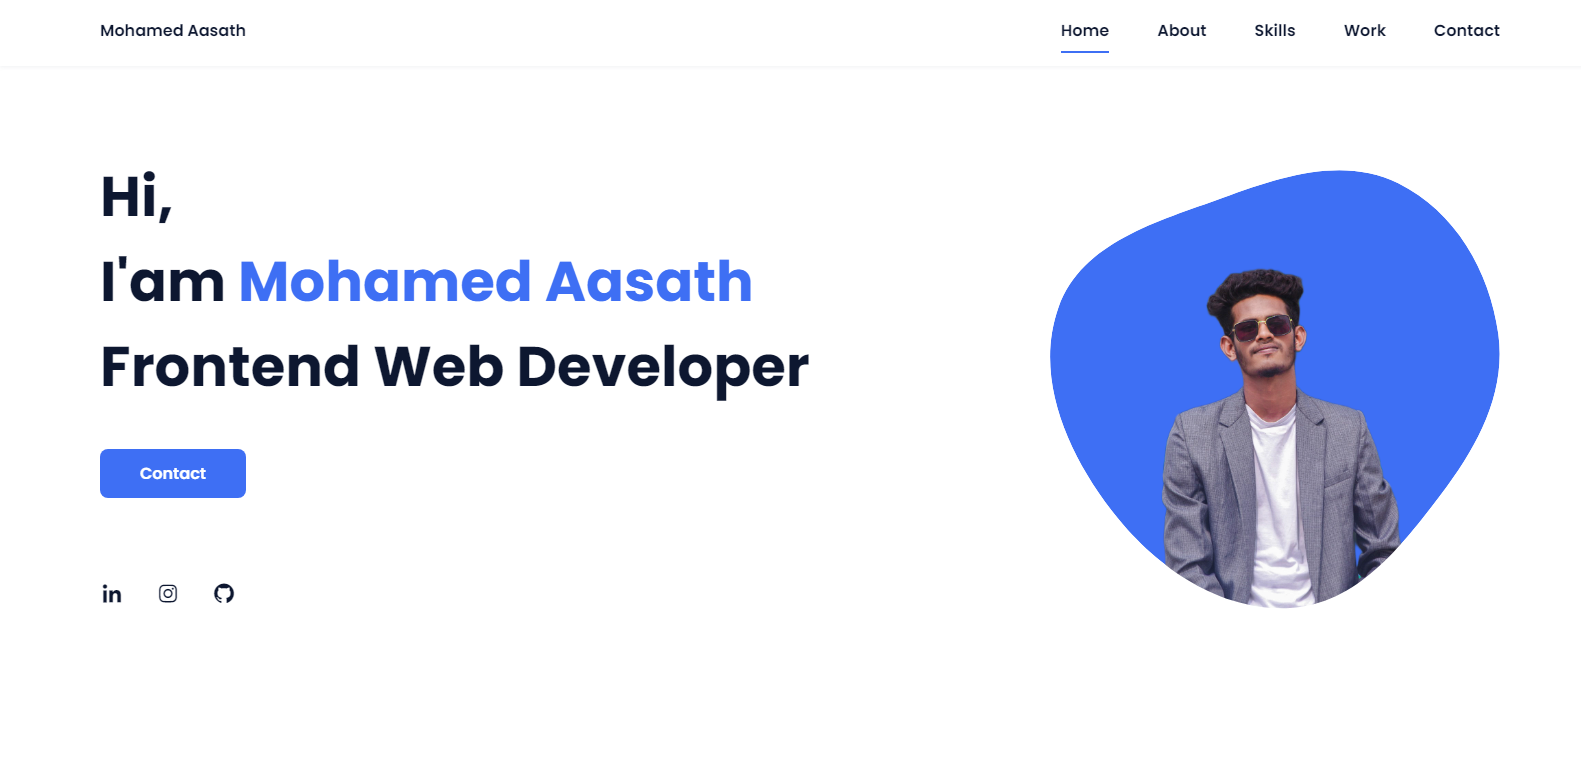 Mohamed Aasath
Home About Skills Work Contact
Hi,
I'am Mohamed Aasath
Frontend Web Developer
Contact
in